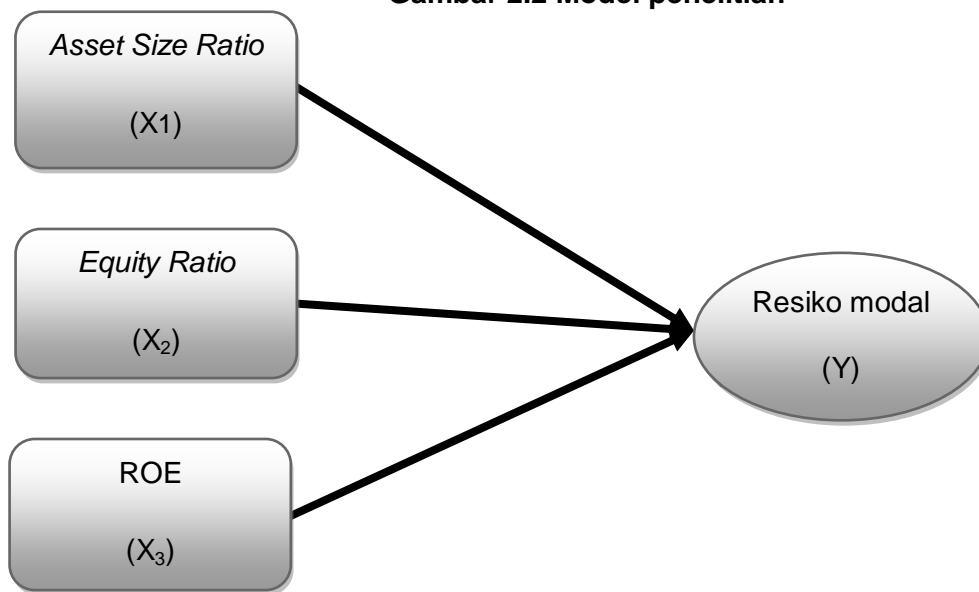 Gambar 2.2 Model penelitian
Asset Size Ratio
(X1)
Equity Ratio
(X₂)
Resiko modal
(Y)
ROE
(X₃)